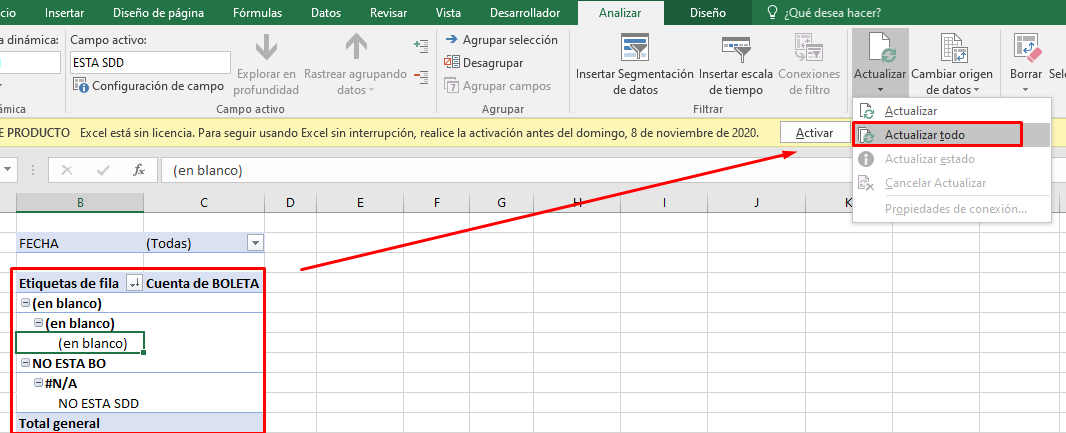 cio Insertar Diseño de página Fórmulas Datos Revisar Vista Desarrollador Analizar Diseño ¿Qué desea hacer?
a dinámica:
Campo activo:
ESTA SDD
Configuración de campo
Explorar en profundidad
Rastrear agrupando datos
Campo activo
Agrupar selección
Desagrupar
Agrupar campos
Agrupar
Insertar Segmentación de datos
Insertar escala de tiempo
Conexiones de filtro
Filtrar
Actualizar
Cambiar origen de datos
Borrar
Sele
námica
Actualizar
Actualizar todo
Actualizar estado
Cancelar Actualizar
Propiedades de conexión...
E PRODUCTO Excel está sin licencia. Para seguir usando Excel sin interrupción, realice la activación antes del domingo, 8 de noviembre de 2020. Activar
fx (en blanco)
B C D E F G H I J K
FECHA (Todas)
Etiquetas de fila Cuenta de BOLETA
(en blanco)
(en blanco)
(en blanco)
NO ESTA BO
#N/A
NO ESTA SDD
Total general